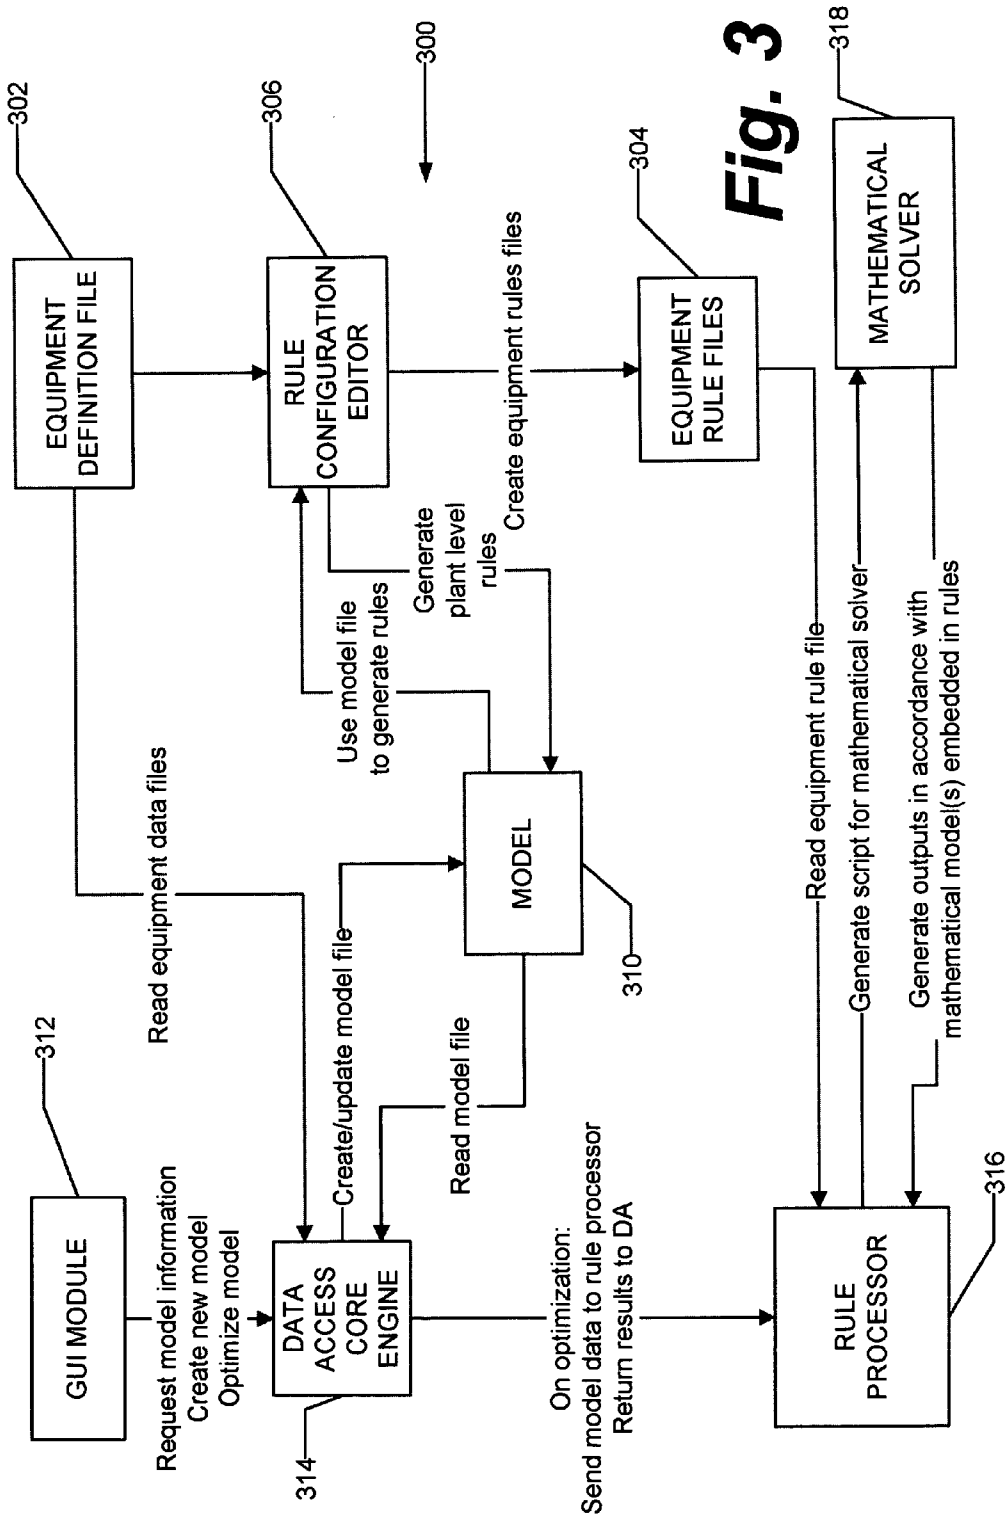 312
GUI MODULE
Request model information
Create new model
Optimize model
314
DATA
ACCESS
CORE
ENGINE
On optimization:
Send model data to rule processor
Return results to DA
RULE
PROCESSOR
316
Read equipment data files
Create/update model file
Read model file
MODEL
310
Use model file
to generate rules
Generate
plant level
rules
302
EQUIPMENT
DEFINITION FILE
306
RULE
CONFIGURATION
EDITOR
300
Create equipment rules files
304
EQUIPMENT
RULE FILES
Read equipment rule file
Generate script for mathematical solver
Generate outputs in accordance with
mathematical model(s) embedded in rules
318
MATHEMATICAL
SOLVER
Fig. 3